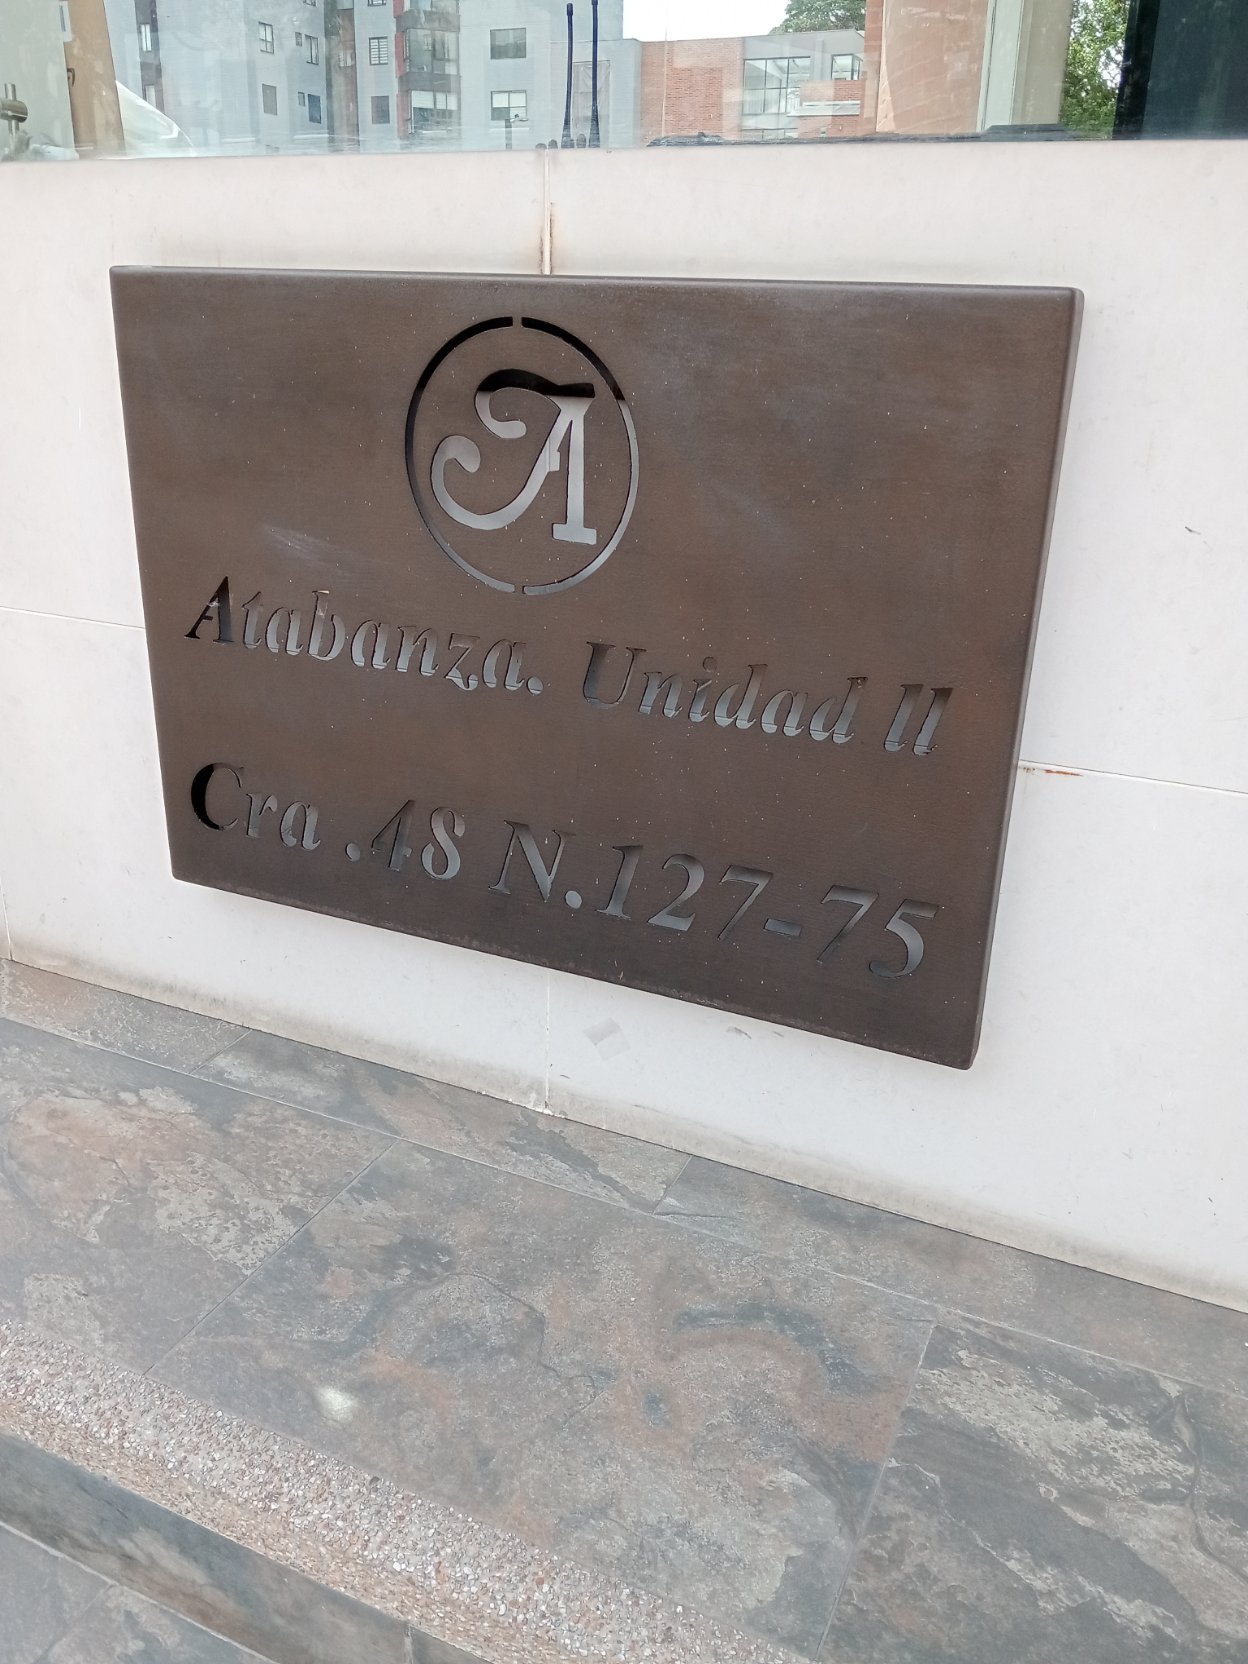 A
Atabanza. Unidad II
Cra .48 N.127-75